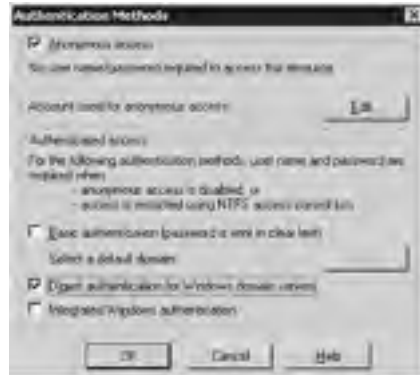 Authentication Methods
Anonymous access
No user name/password required to access this resource.
Account used for anonymous access:
Edit
Authenticated access
For the following authentication methods, user name and password are
required when
- anonymous access is disabled, or
- access is restricted using NTFS access control lists
Basic authentication (password is sent in clear text)
Select a default domain:
Digest authentication for Windows domain servers
Integrated Windows authentication
OK
Cancel
Help